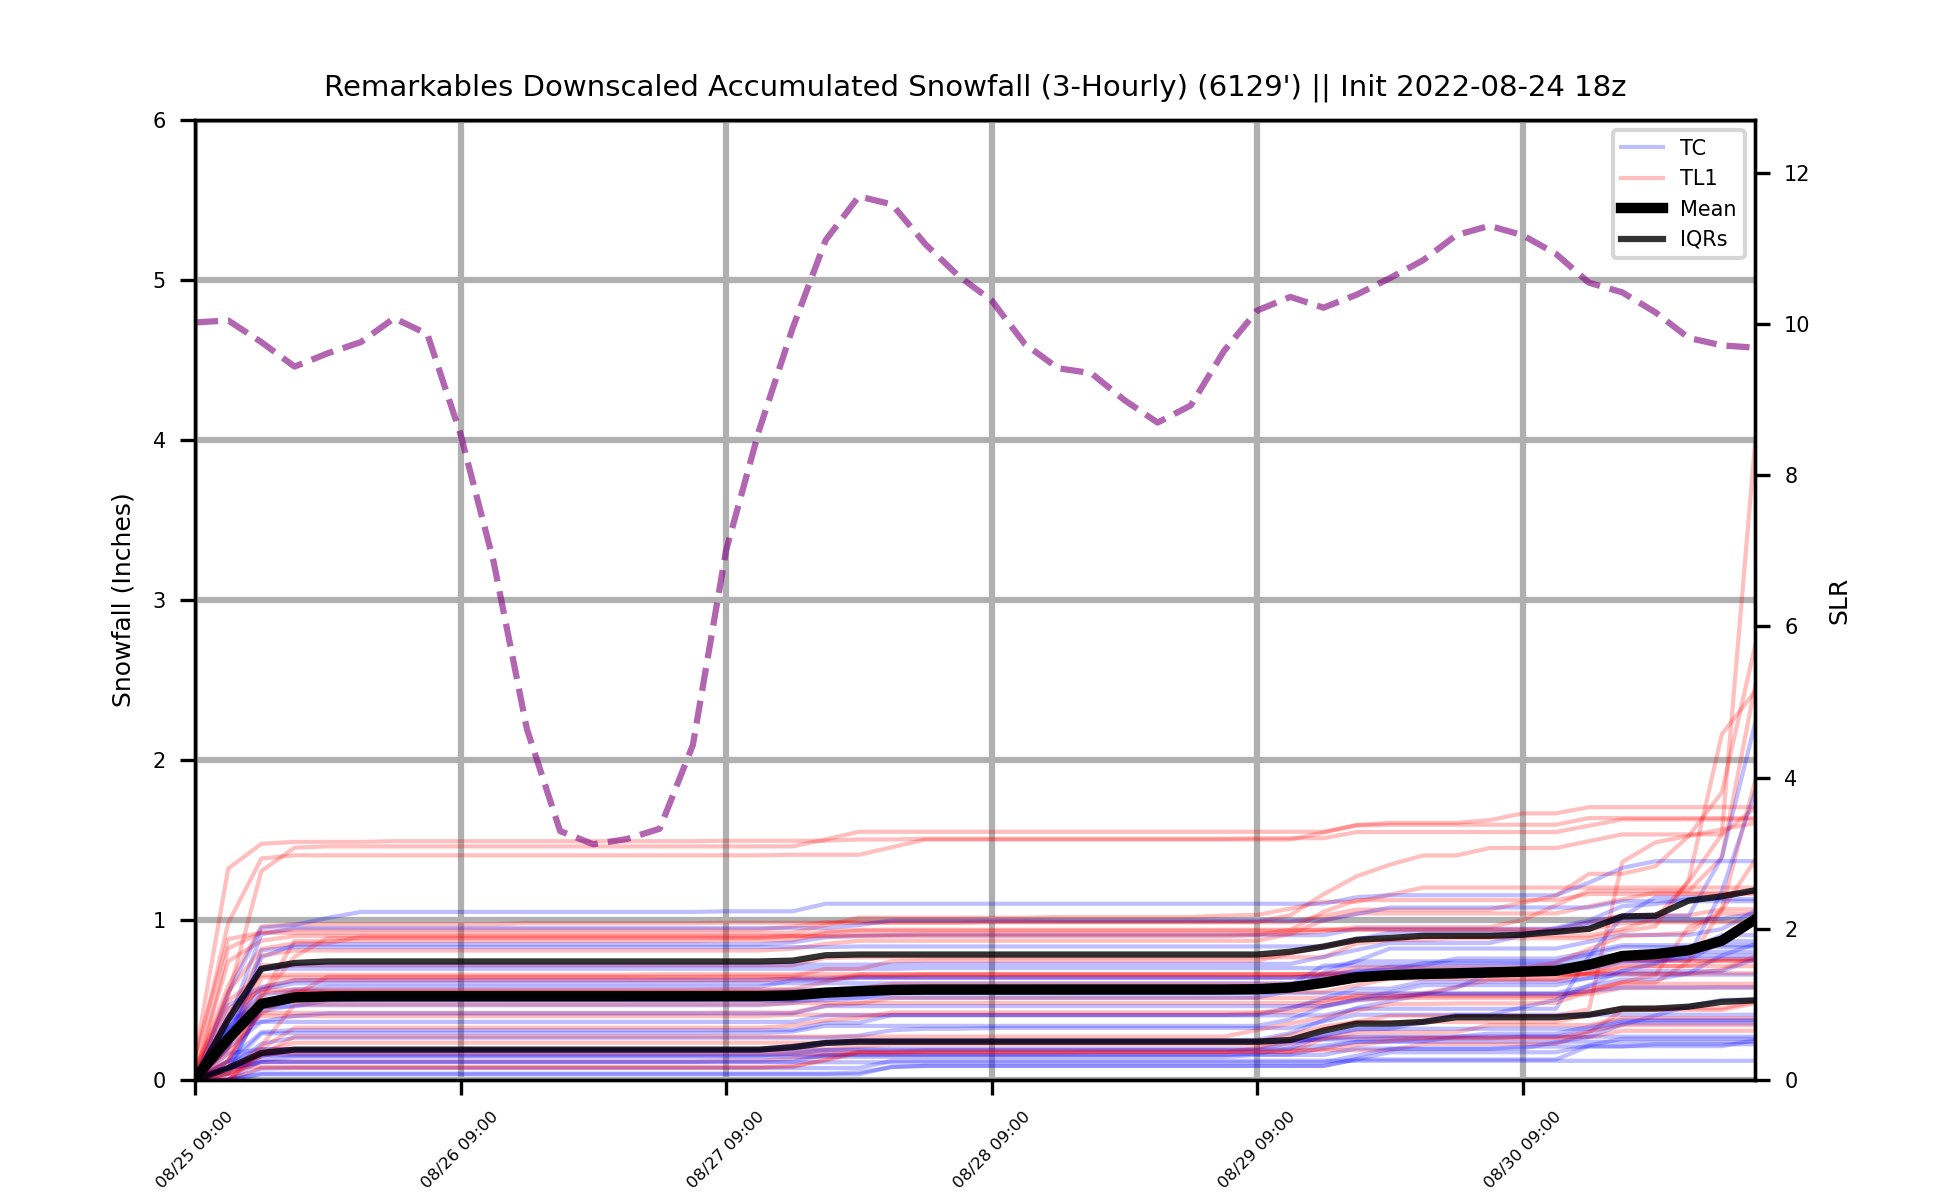 Remarkables Downscaled Accumulated Snowfall (3-Hourly) (6129') || Init 2022-08-24 18z
6
5
4
3
2
1
0
Snowfall (Inches)
TC
TL1
Mean
IQRs
12
10
8
6
4
2
0
SLR
08/25 09:00
08/26 09:00
08/27 09:00
08/28 09:00
08/29 09:00
08/30 09:00